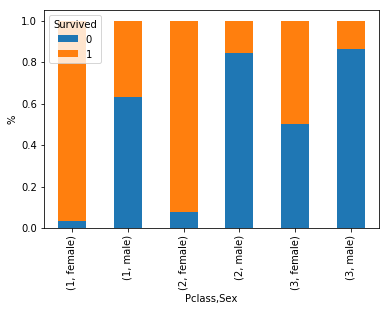 Survived
0
1
1.0
0.8
0.6
0.4
0.2
0.0
%
(1, female)
(1, male)
(2, female)
(2, male)
(3, female)
(3, male)
Pclass,Sex